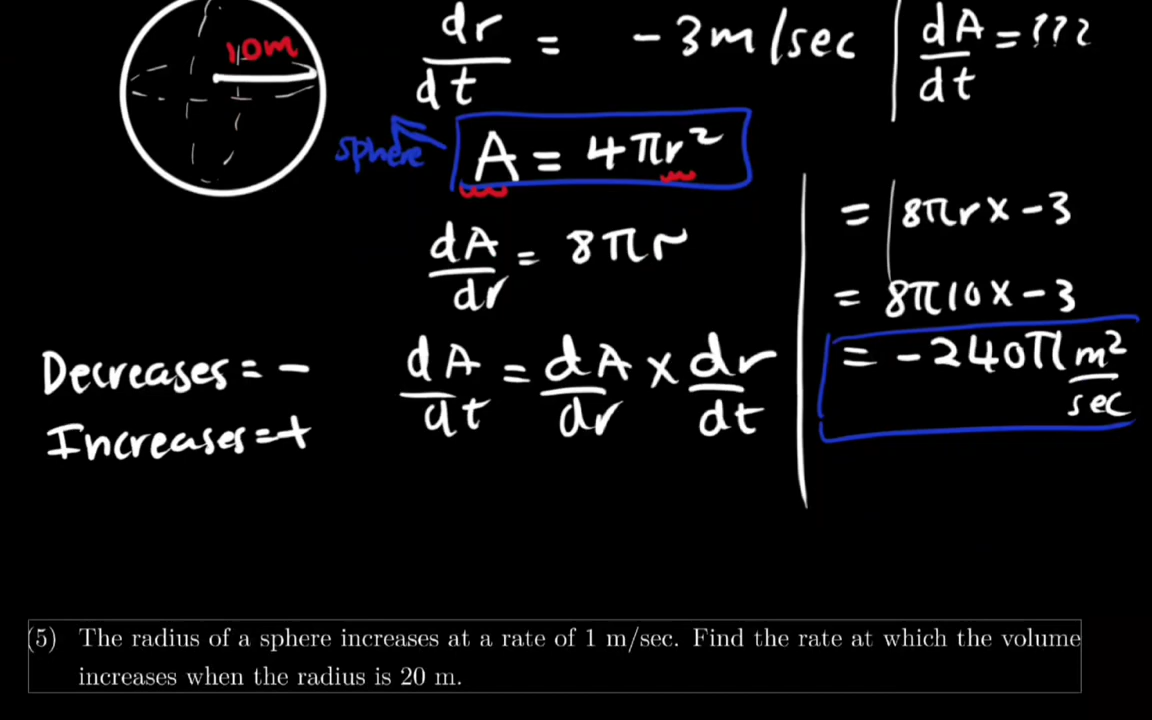 10m
dr/dt = -3m/sec | dA/dt = ???
sphere A = 4πr²
dA/dr = 8πr
Decreases = -
Increases = +
dA/dt = dA/dr × dr/dt
= 8πr × -3
= 8π10 × -3
= -240π m²/sec
(5) The radius of a sphere increases at a rate of 1 m/sec. Find the rate at which the volume
increases when the radius is 20 m.